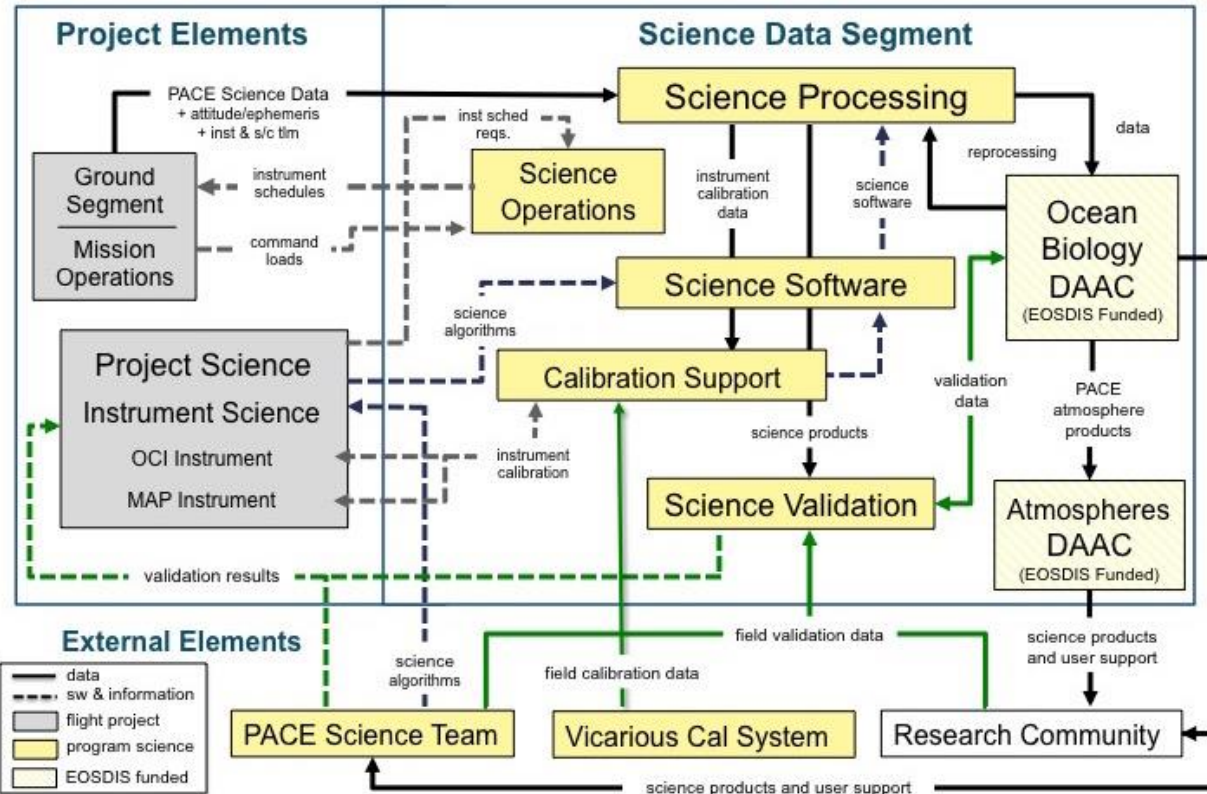 Project Elements
Science Data Segment
PACE Science Data
+ attitude/ephemeris
+ inst & s/c tlm
Science Processing
inst sched
reqs.
data
reprocessing
Ground
Segment
Mission
Operations
instrument
schedules
command
loads
Science
Operations
instrument
calibration
data
science
software
Ocean
Biology
DAAC
(EOSDIS Funded)
Science Software
science
algorithms
Project Science
Instrument Science
OCI Instrument
MAP Instrument
Calibration Support
validation
data
PACE
atmosphere
products
instrument
calibration
science products
Science Validation
Atmospheres
DAAC
(EOSDIS Funded)
validation results
External Elements
data
sw & information
flight project
program science
EOSDIS funded
science
algorithms
field calibration data
field validation data
science products
and user support
PACE Science Team
Vicarious Cal System
Research Community
science products and user support